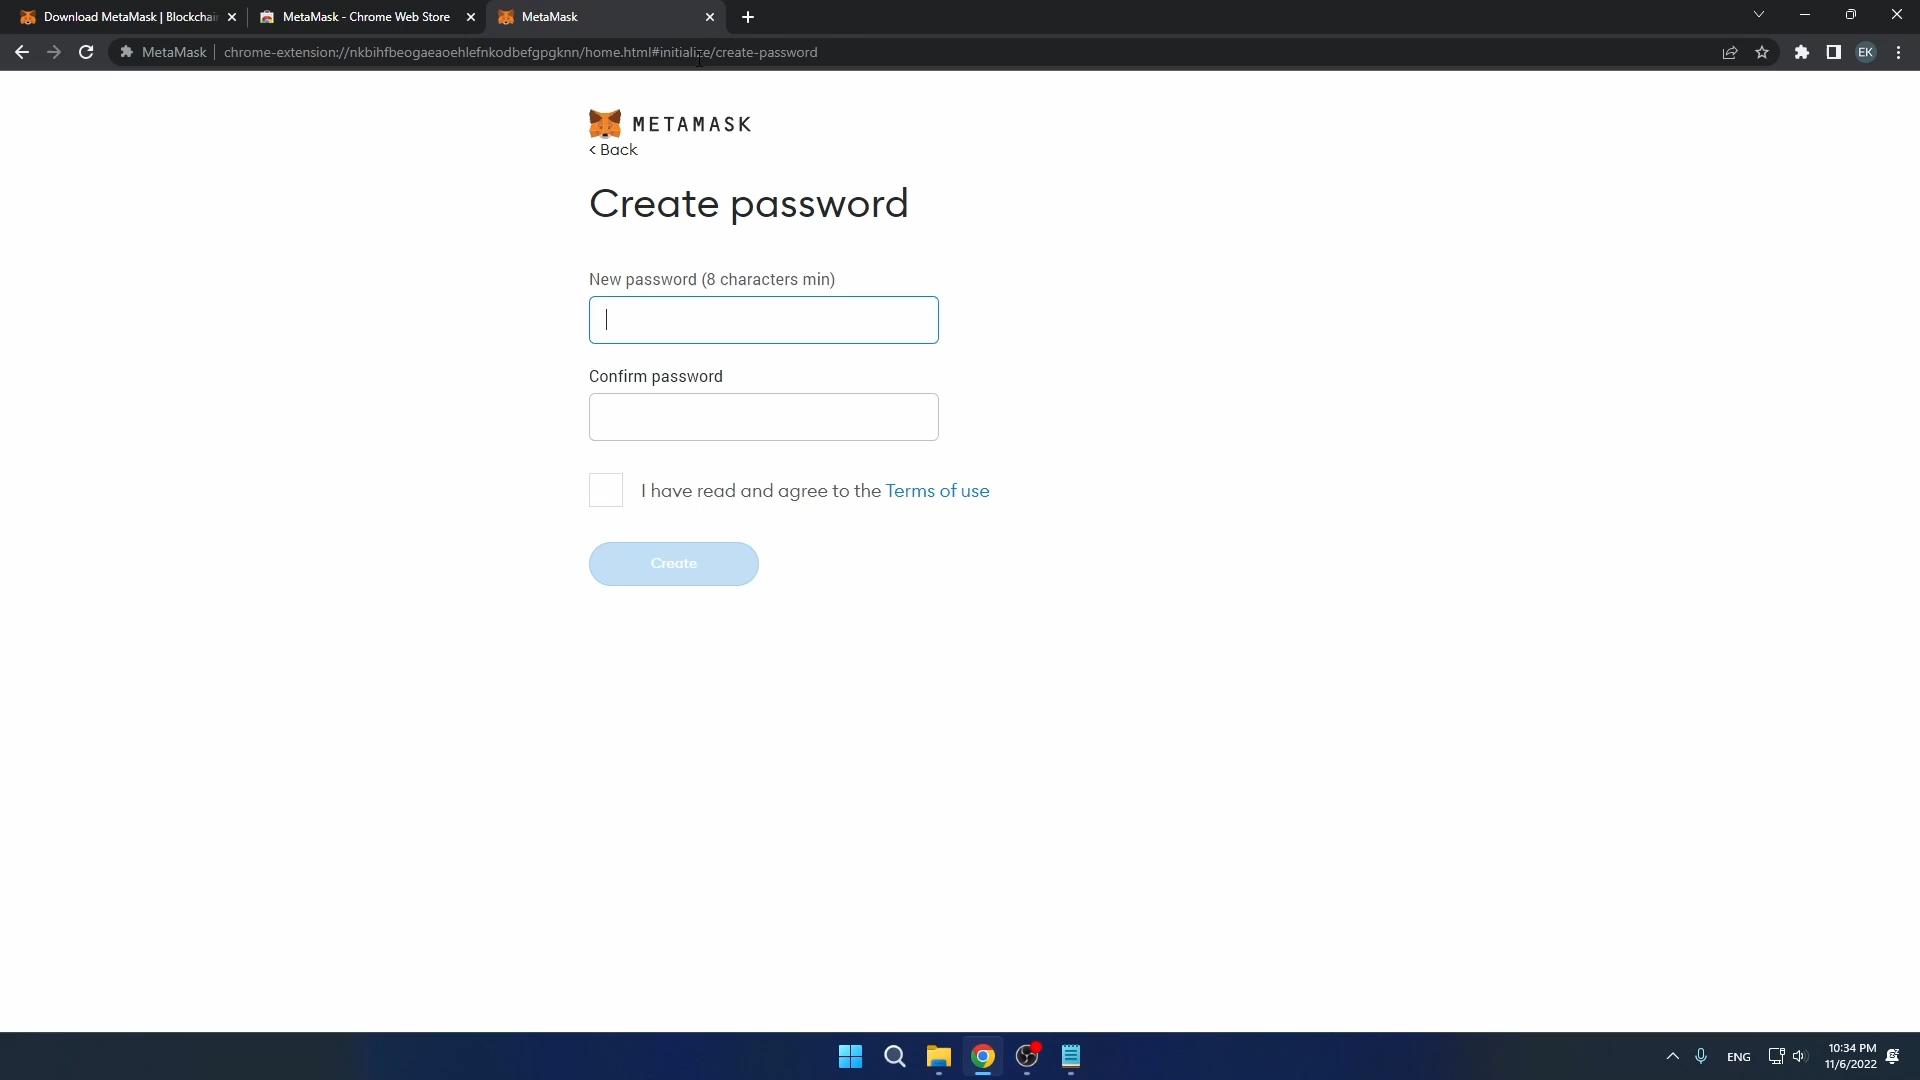 Download MetaMask | Blockchain
MetaMask - Chrome Web Store
MetaMask
MetaMask
chrome-extension://nkbihfbeogaeaoehlefnkodbefgpgknn/home.html#initialize/create-password
EK
METAMASK
< Back
Create password
New password (8 characters min)
Confirm password
I have read and agree to the Terms of use
Create
ENG
10:34 PM
11/6/2022